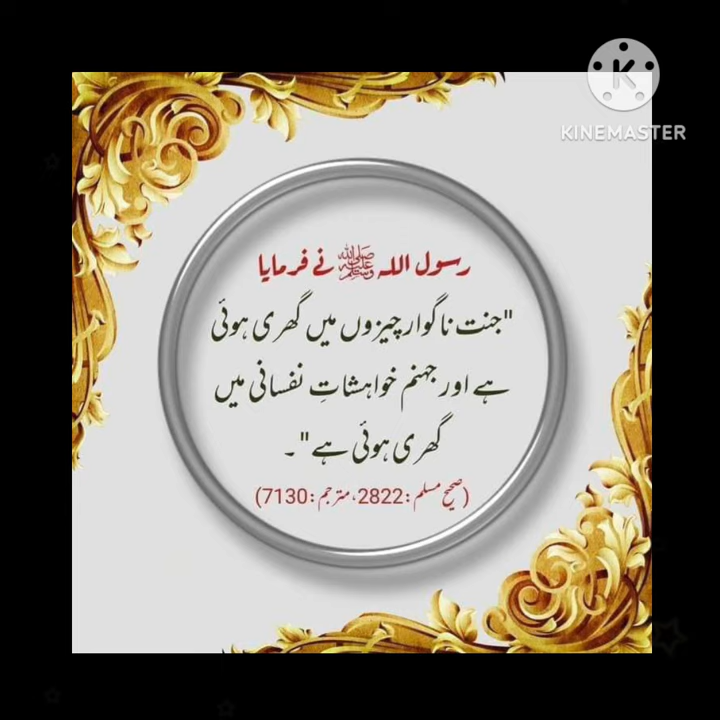 KINEMASTER
رسول اللہ ﷺ نے فرمایا
"جنت ناگوار چیزوں میں گھری ہوئی
ہے اور جہنم خواہشاتِ نفسانی میں
گھری ہوئی ہے"۔
(صحیح مسلم: 2822، مترجم: 7130)